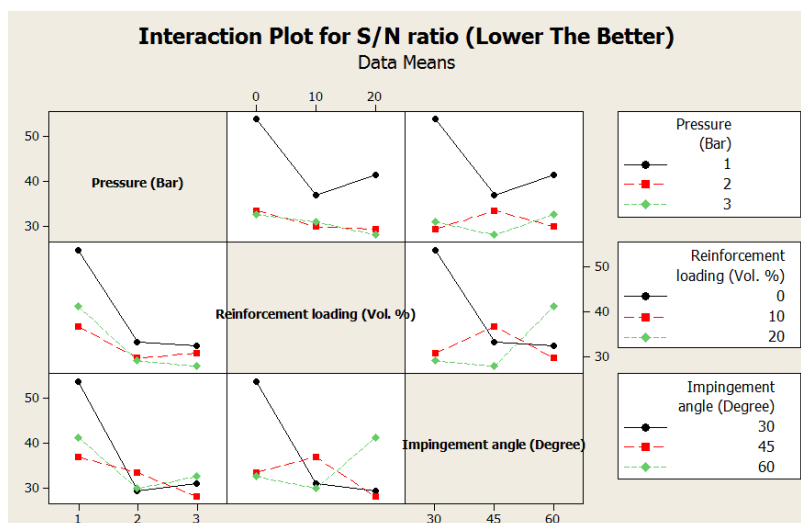 Interaction Plot for S/N ratio (Lower The Better)
Data Means
0 10 20
50
40
30
Pressure (Bar)
Pressure
(Bar)
1
2
3
Reinforcement loading (Vol. %)
50
40
30
Reinforcement
loading (Vol. %)
0
10
20
50
40
30
Impingement angle (Degree)
Impingement
angle (Degree)
30
45
60
1 2 3 30 45 60